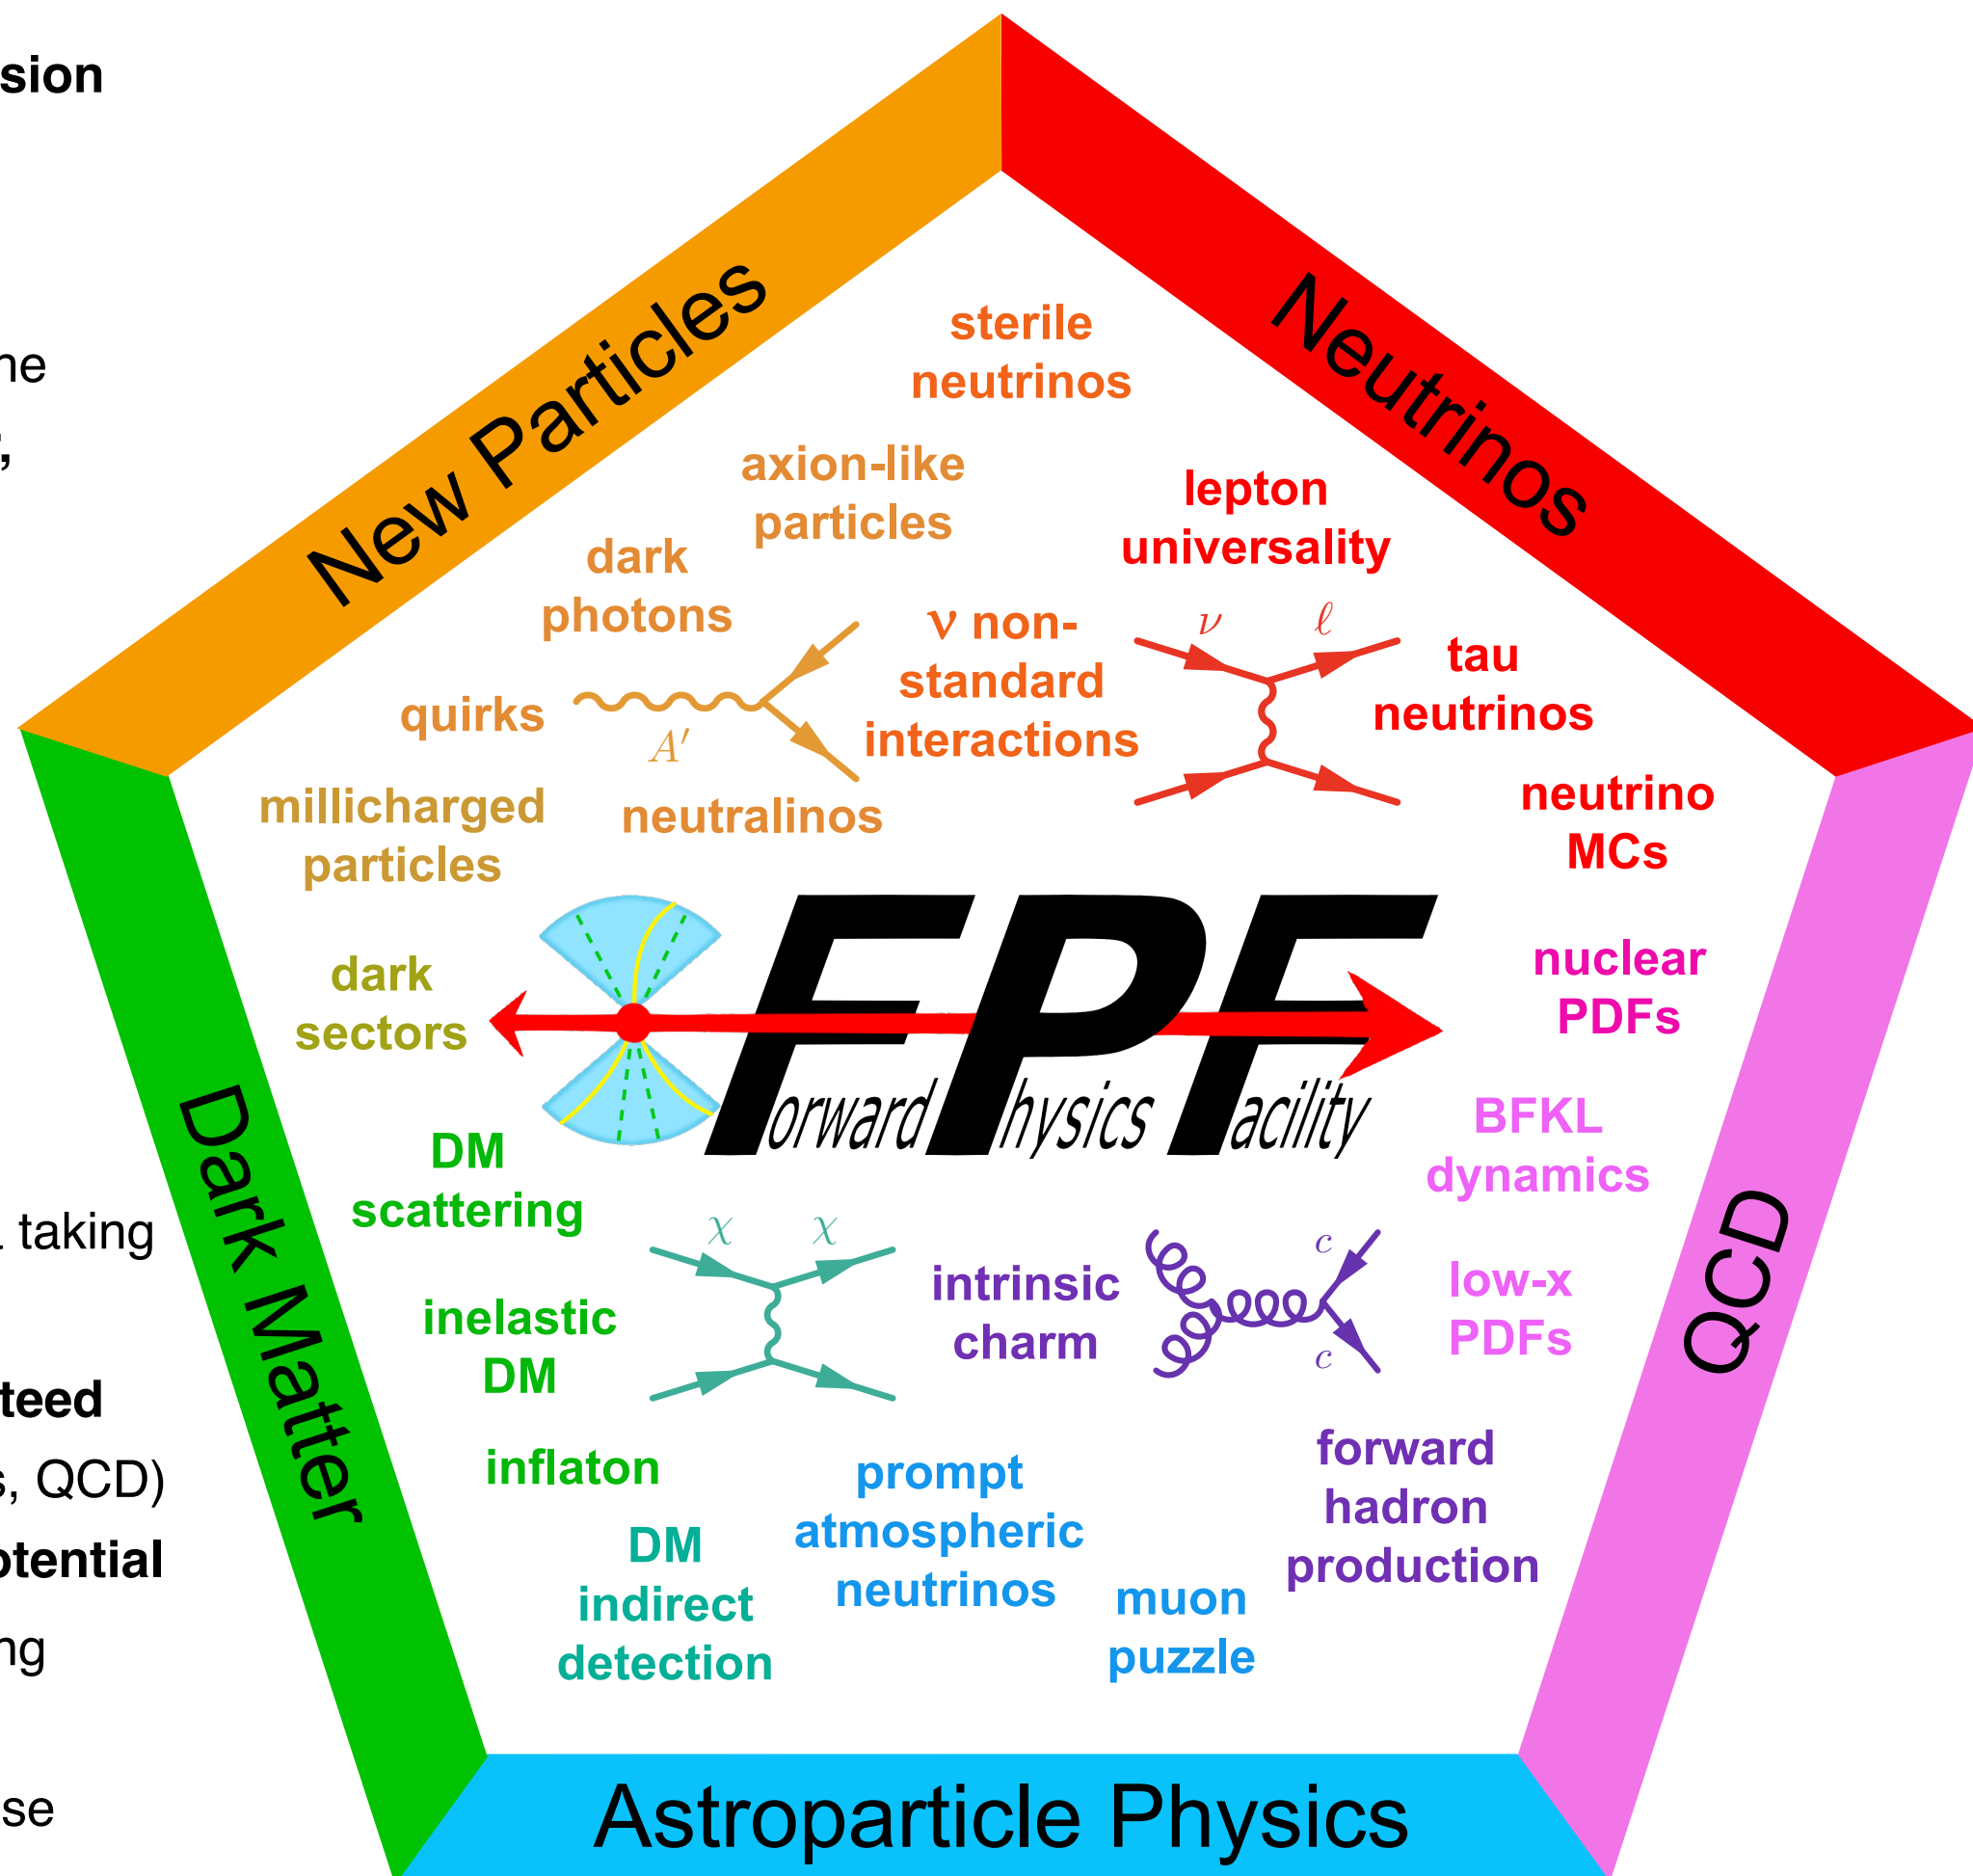 sion
ne
taking
teed
, QCD)
otential
ng
se
New Particles
Neutrinos
QCD
Astroparticle Physics
Dark Matter
sterile
neutrinos
axion-like
particles
dark
photons
quirks
A′
millicharged
particles
neutralinos
ν non-
standard
interactions
lepton
universality
ν ℓ
tau
neutrinos
neutrino
MCs
dark
sectors
FPF
Forward Physics Facility
nuclear
PDFs
BFKL
dynamics
low-x
PDFs
DM
scattering
χ χ
inelastic
DM
inflaton
DM
indirect
detection
intrinsic
charm
c
c
prompt
atmospheric
neutrinos
muon
puzzle
forward
hadron
production